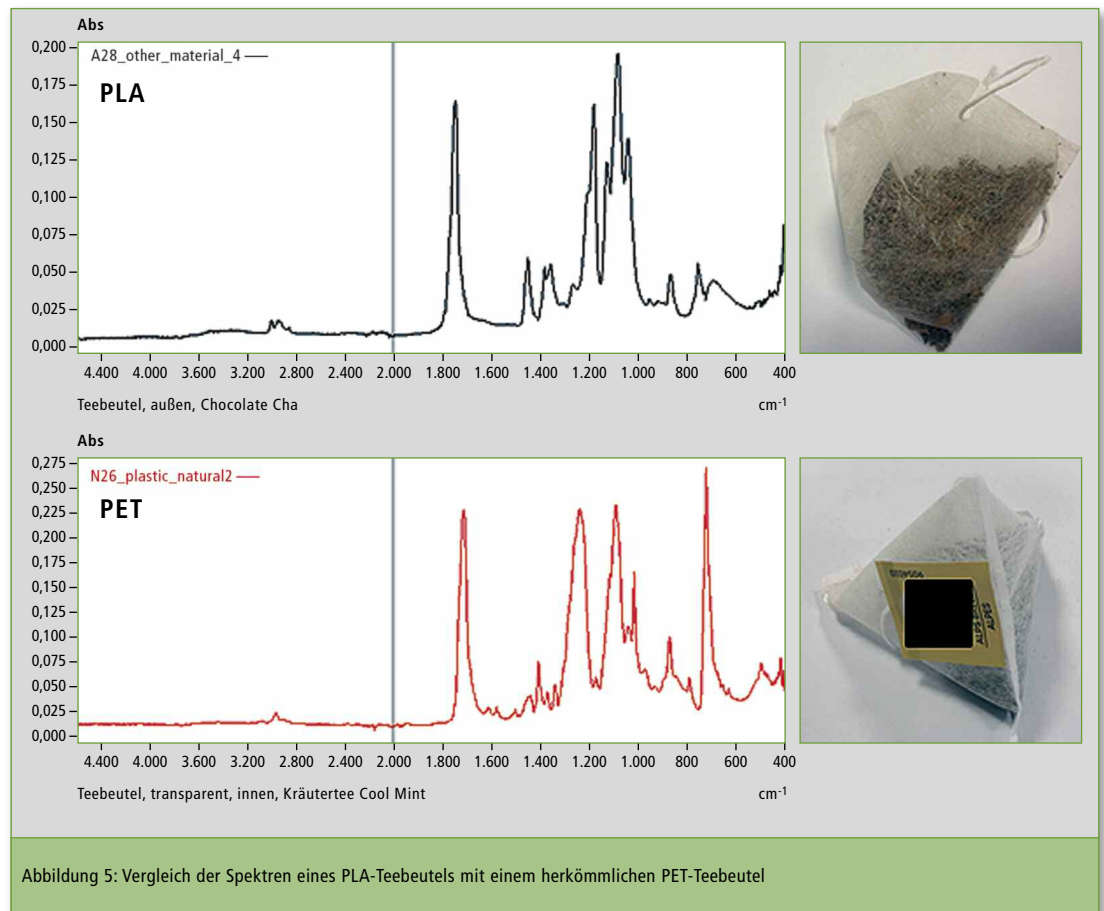 Abs
A28_other_material_4
PLA
0,200
0,175
0,150
0,125
0,100
0,075
0,050
0,025
0,000
4.400 4.000 3.600 3.200 2.800 2.400 2.000 1.800 1.600 1.400 1.200 1.000 800 600 400
Teebeutel, außen, Chocolate Cha cm-1
Abs
N26_plastic_natural2
PET
0,275
0,250
0,225
0,200
0,175
0,150
0,125
0,100
0,075
0,050
0,025
0,000
4.400 4.000 3.600 3.200 2.800 2.400 2.000 1.800 1.600 1.400 1.200 1.000 800 600 400
Teebeutel, transparent, innen, Kräutertee Cool Mint cm-1
ALPES
Abbildung 5: Vergleich der Spektren eines PLA-Teebeutels mit einem herkömmlichen PET-Teebeutel